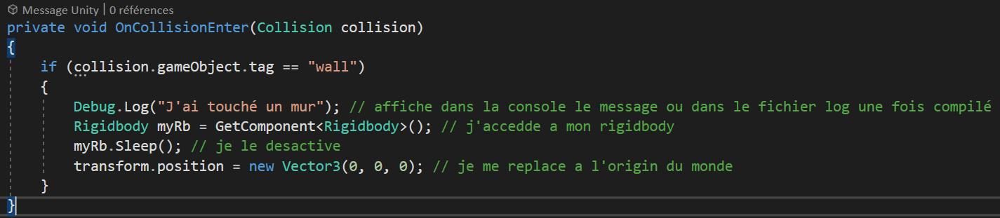 Message Unity | 0 références
private void OnCollisionEnter(Collision collision)
{
    if (collision.gameObject.tag == "wall")
    {
        Debug.Log("J'ai touché un mur"); // affiche dans la console le message ou dans le fichier log une fois compilé
        Rigidbody myRb = GetComponent<Rigidbody>(); // j'accedde a mon rigidbody
        myRb.Sleep(); // je le desactive
        transform.position = new Vector3(0, 0, 0); // je me replace a l'origin du monde
    }
}